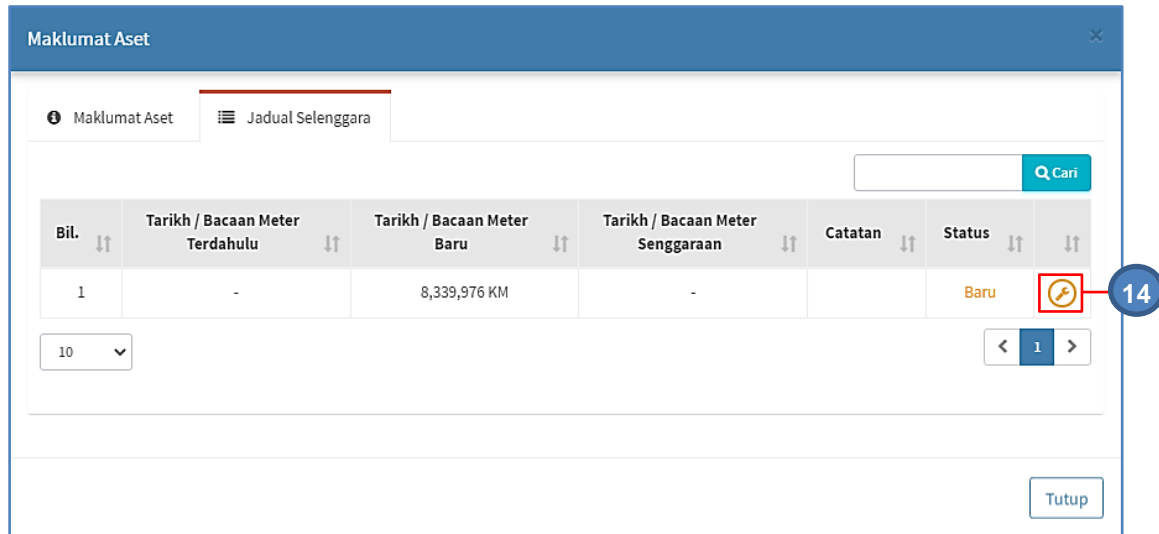 Maklumat Aset
Maklumat Aset Jadual Selenggara
Cari
Bil. Tarikh / Bacaan Meter Terdahulu Tarikh / Bacaan Meter Baru Tarikh / Bacaan Meter Senggaraan Catatan Status
1 - 8,339,976 KM - Baru
14
10 1
Tutup